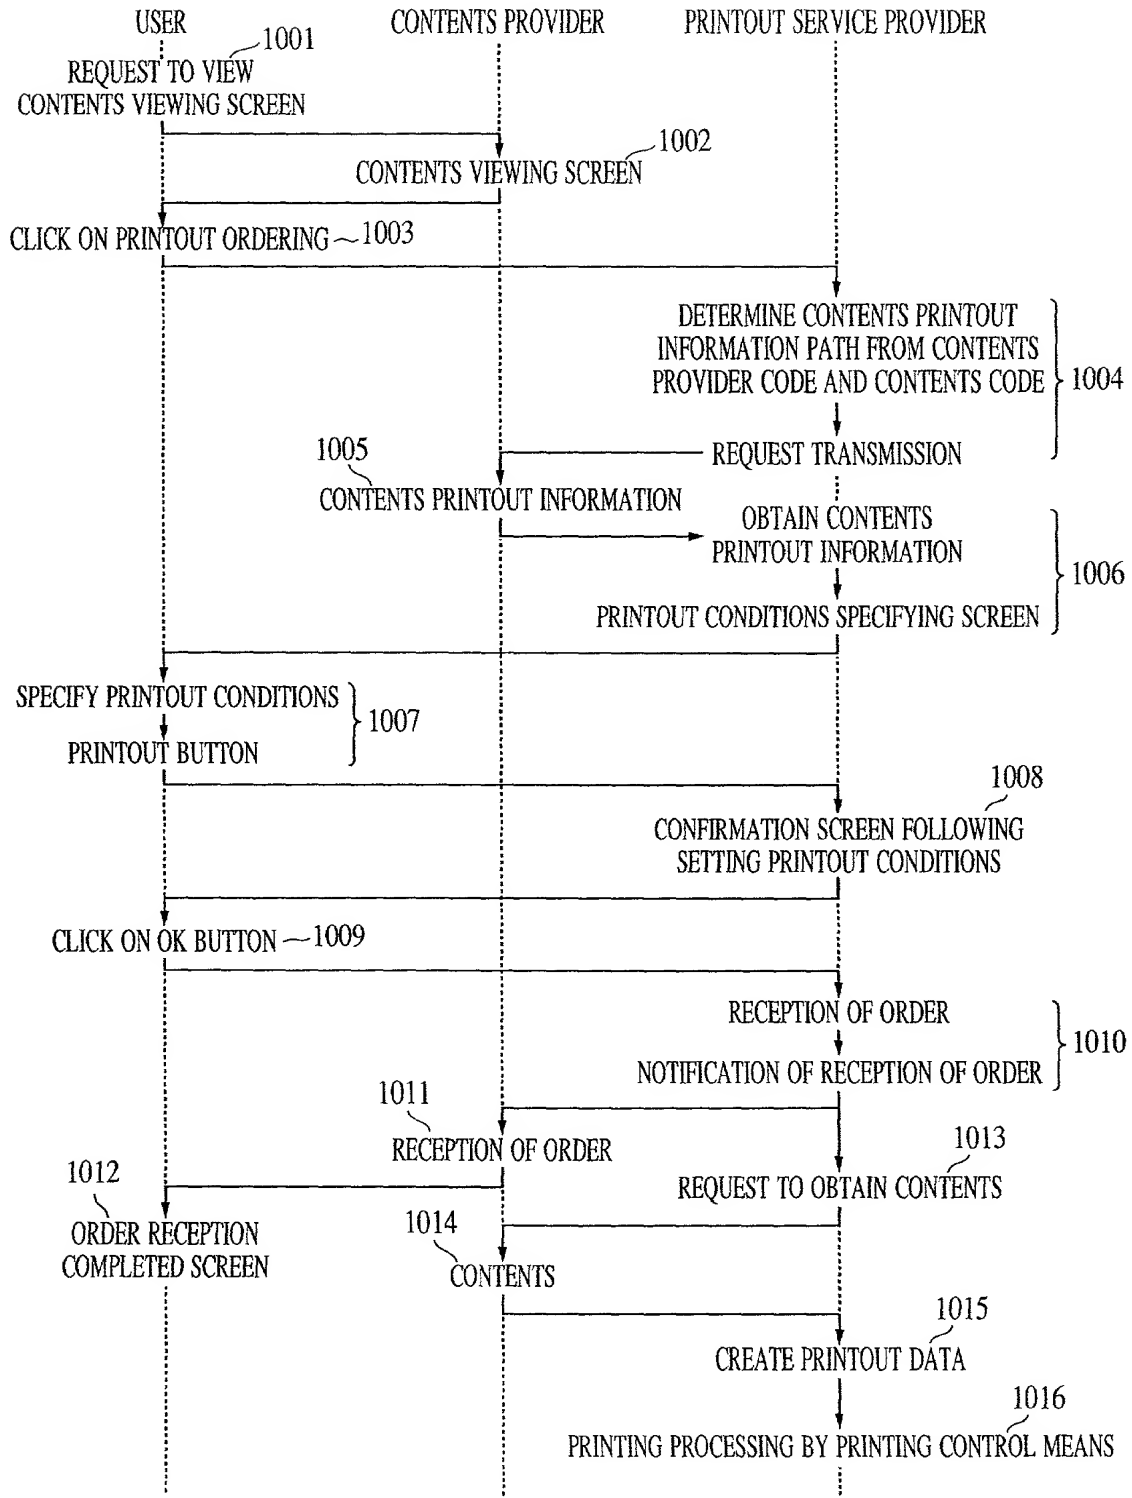 USER
CONTENTS PROVIDER
PRINTOUT SERVICE PROVIDER
1001
REQUEST TO VIEW
CONTENTS VIEWING SCREEN
1002
CONTENTS VIEWING SCREEN
CLICK ON PRINTOUT ORDERING
1003
DETERMINE CONTENTS PRINTOUT
INFORMATION PATH FROM CONTENTS
PROVIDER CODE AND CONTENTS CODE
1004
REQUEST TRANSMISSION
1005
CONTENTS PRINTOUT INFORMATION
OBTAIN CONTENTS
PRINTOUT INFORMATION
1006
PRINTOUT CONDITIONS SPECIFYING SCREEN
SPECIFY PRINTOUT CONDITIONS
1007
PRINTOUT BUTTON
1008
CONFIRMATION SCREEN FOLLOWING
SETTING PRINTOUT CONDITIONS
CLICK ON OK BUTTON
1009
RECEPTION OF ORDER
1010
NOTIFICATION OF RECEPTION OF ORDER
1011
RECEPTION OF ORDER
1013
REQUEST TO OBTAIN CONTENTS
1012
ORDER RECEPTION
COMPLETED SCREEN
1014
CONTENTS
1015
CREATE PRINTOUT DATA
1016
PRINTING PROCESSING BY PRINTING CONTROL MEANS